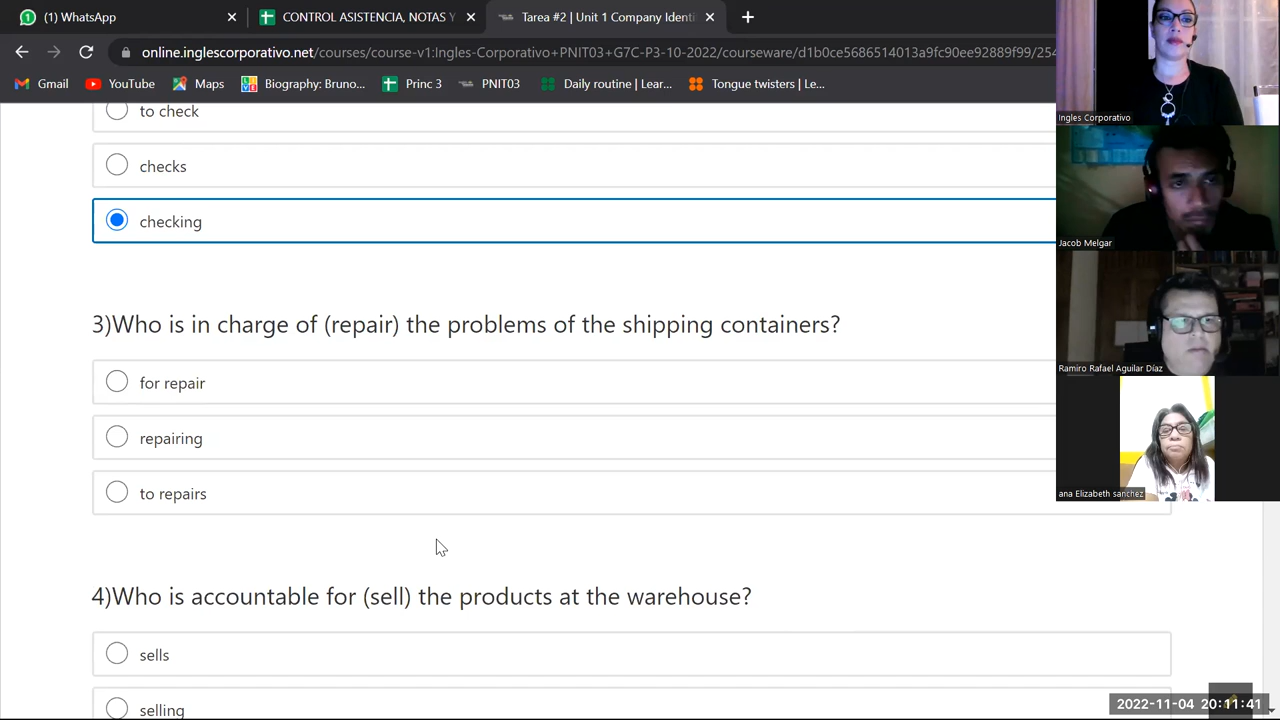 (1) WhatsApp
CONTROL ASISTENCIA, NOTAS
Tarea #2 | Unit 1 Company Identi
online.inglescorporativo.net/courses/course-v1:Ingles-Corporativo+PNIT03+G7C-P3-10-2022/courseware/
Gmail
YouTube
Maps
Biography: Bruno...
Princ 3
PNIT03
Daily routine | Lear...
Tongue twisters | Le...
to check
checks
checking
3)Who is in charge of (repair) the problems of the shipping containers?
for repair
repairing
to repairs
4)Who is accountable for (sell) the products at the warehouse?
sells
selling
Ingles Corporativo
Jacob Melgar
Ramiro Rafael Aguilar Díaz
ana Elizabeth sanchez
2022-11-04 20:11:41